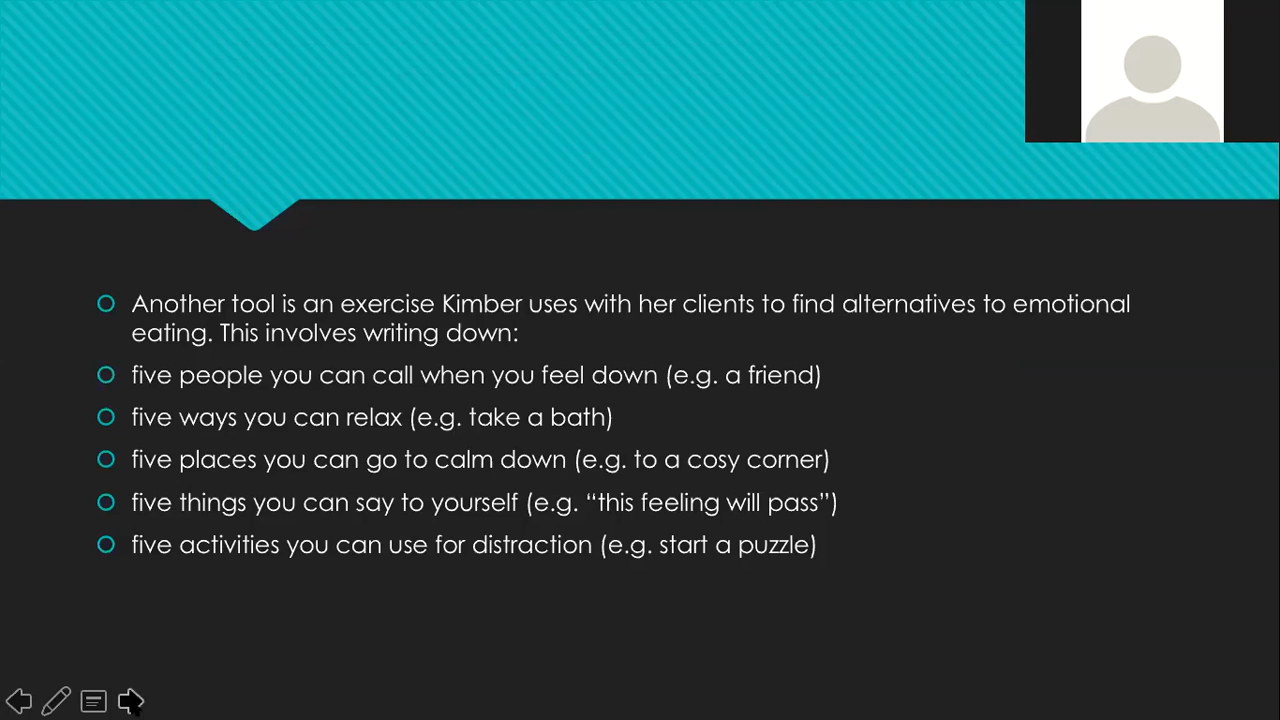 Another tool is an exercise Kimber uses with her clients to find alternatives to emotional
eating. This involves writing down:
five people you can call when you feel down (e.g. a friend)
five ways you can relax (e.g. take a bath)
five places you can go to calm down (e.g. to a cosy corner)
five things you can say to yourself (e.g. “this feeling will pass”)
five activities you can use for distraction (e.g. start a puzzle)